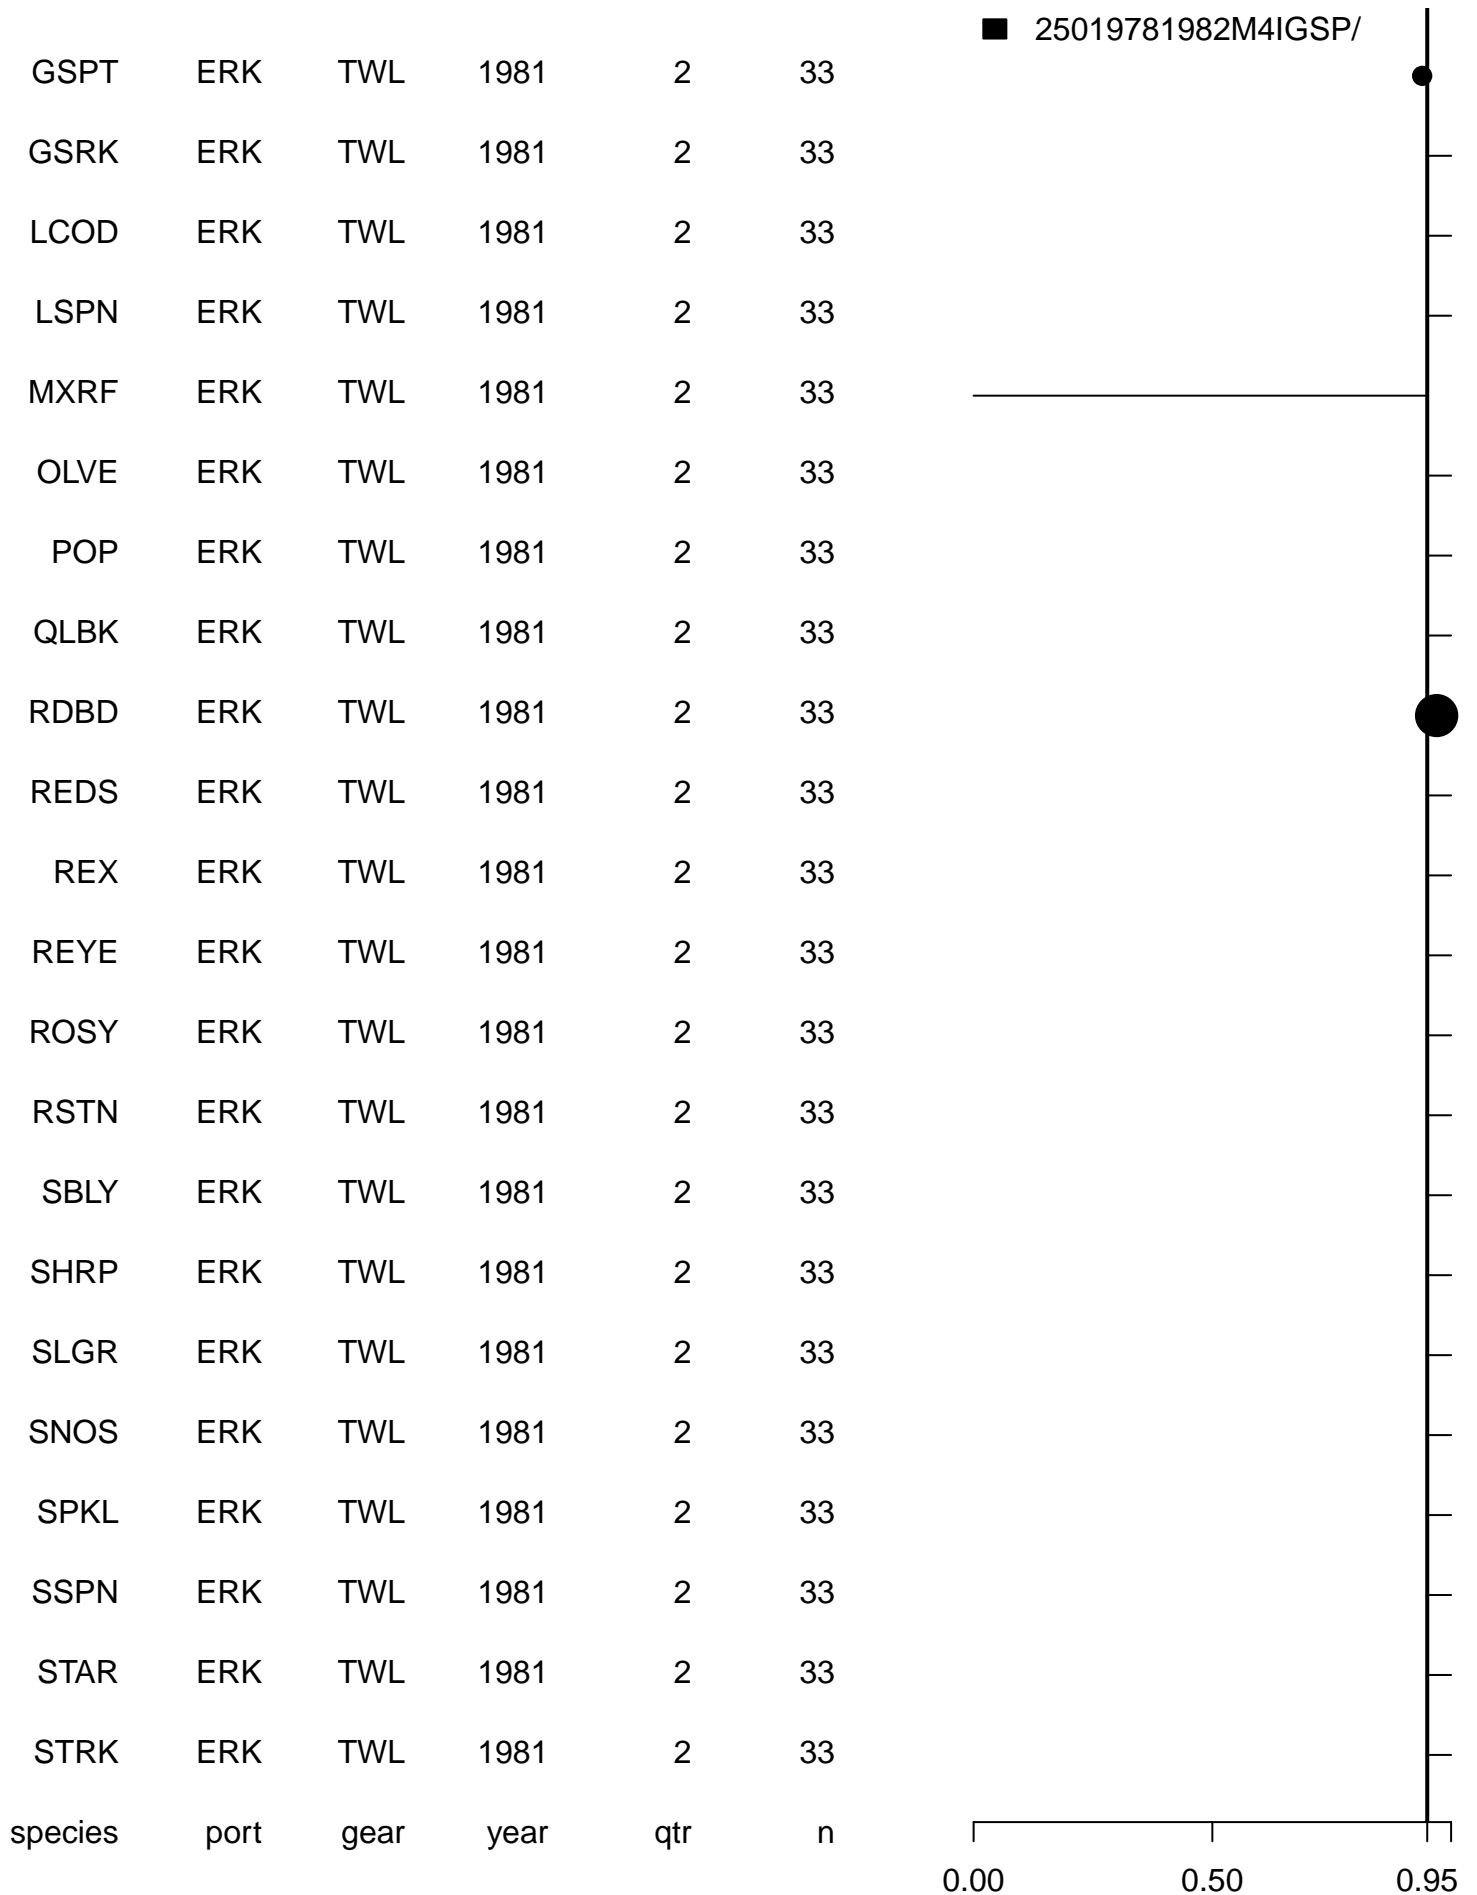 25019781982M4IGSP/
GSPT ERK TWL 1981 2 33
GSRK ERK TWL 1981 2 33
LCOD ERK TWL 1981 2 33
LSPN ERK TWL 1981 2 33
MXRF ERK TWL 1981 2 33
OLVE ERK TWL 1981 2 33
POP ERK TWL 1981 2 33
QLBK ERK TWL 1981 2 33
RDBD ERK TWL 1981 2 33
REDS ERK TWL 1981 2 33
REX ERK TWL 1981 2 33
REYE ERK TWL 1981 2 33
ROSY ERK TWL 1981 2 33
RSTN ERK TWL 1981 2 33
SBLY ERK TWL 1981 2 33
SHRP ERK TWL 1981 2 33
SLGR ERK TWL 1981 2 33
SNOS ERK TWL 1981 2 33
SPKL ERK TWL 1981 2 33
SSPN ERK TWL 1981 2 33
STAR ERK TWL 1981 2 33
STRK ERK TWL 1981 2 33
species port gear year qtr n
0.00 0.50 0.95